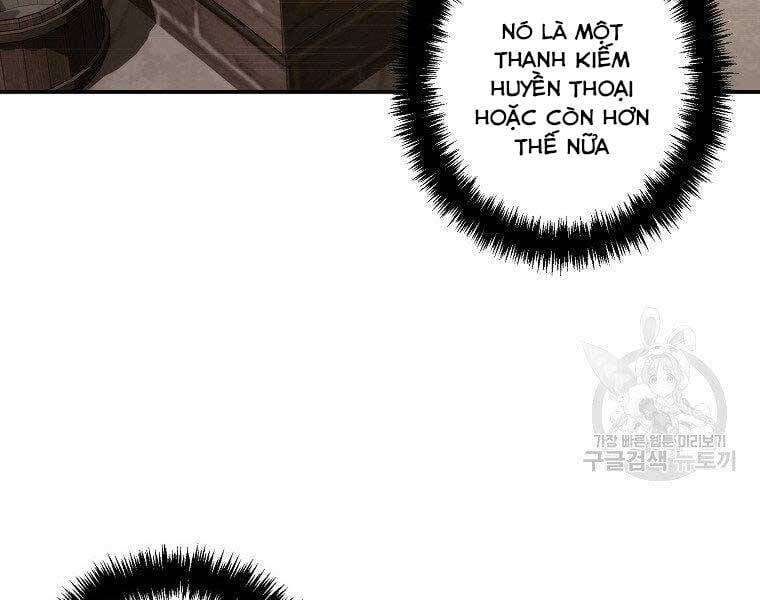 NÓ LÀ MỘT
THANH KIẾM
HUYỀN THOẠI
HOẶC CÒN HƠN
THẾ NỮA
가장 빠른 웹툰 미리보기
구글검색 뉴토끼